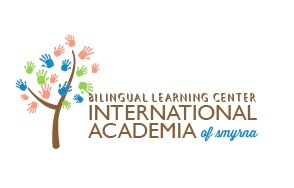 BILINGUAL LEARNING CENTER
INTERNATIONAL
ACADEMIA of smyrna